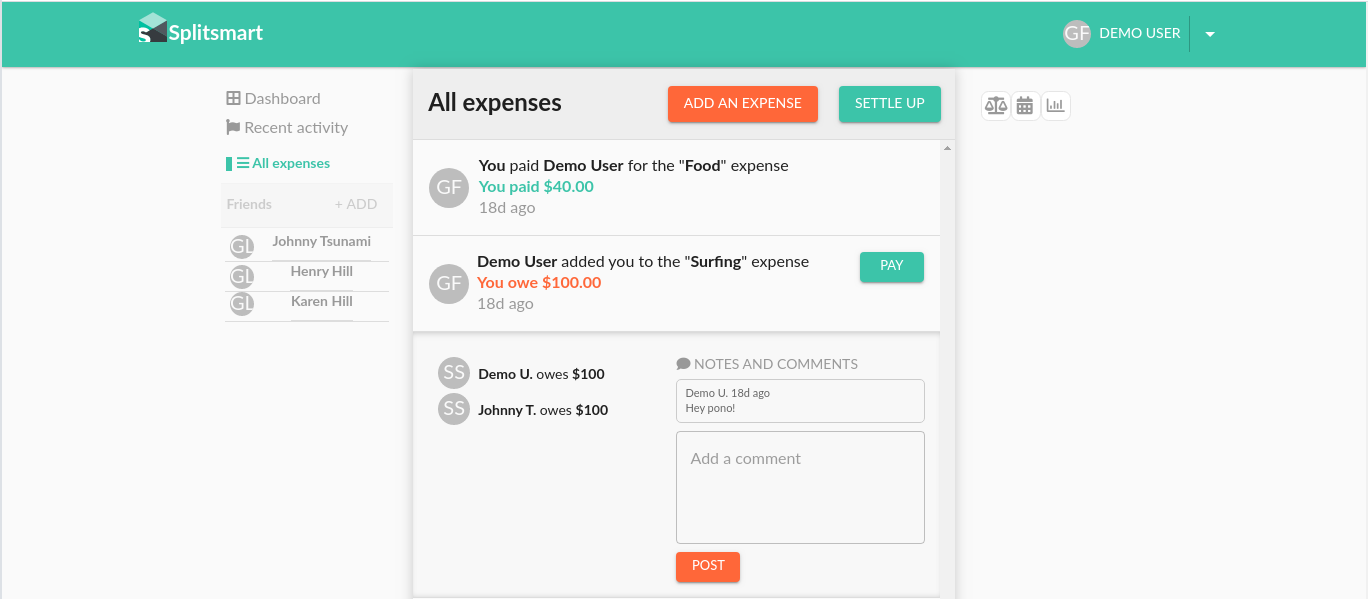 Splitsmart
GF DEMO USER
Dashboard
Recent activity
All expenses
Friends + ADD
GL Johnny Tsunami
GL Henry Hill
GL Karen Hill
All expenses ADD AN EXPENSE SETTLE UP
GF
You paid Demo User for the "Food" expense
You paid $40.00
18d ago
GF
Demo User added you to the "Surfing" expense
You owe $100.00
18d ago
PAY
SS Demo U. owes $100
SS Johnny T. owes $100
NOTES AND COMMENTS
Demo U. 18d ago
Hey pono!
Add a comment
POST